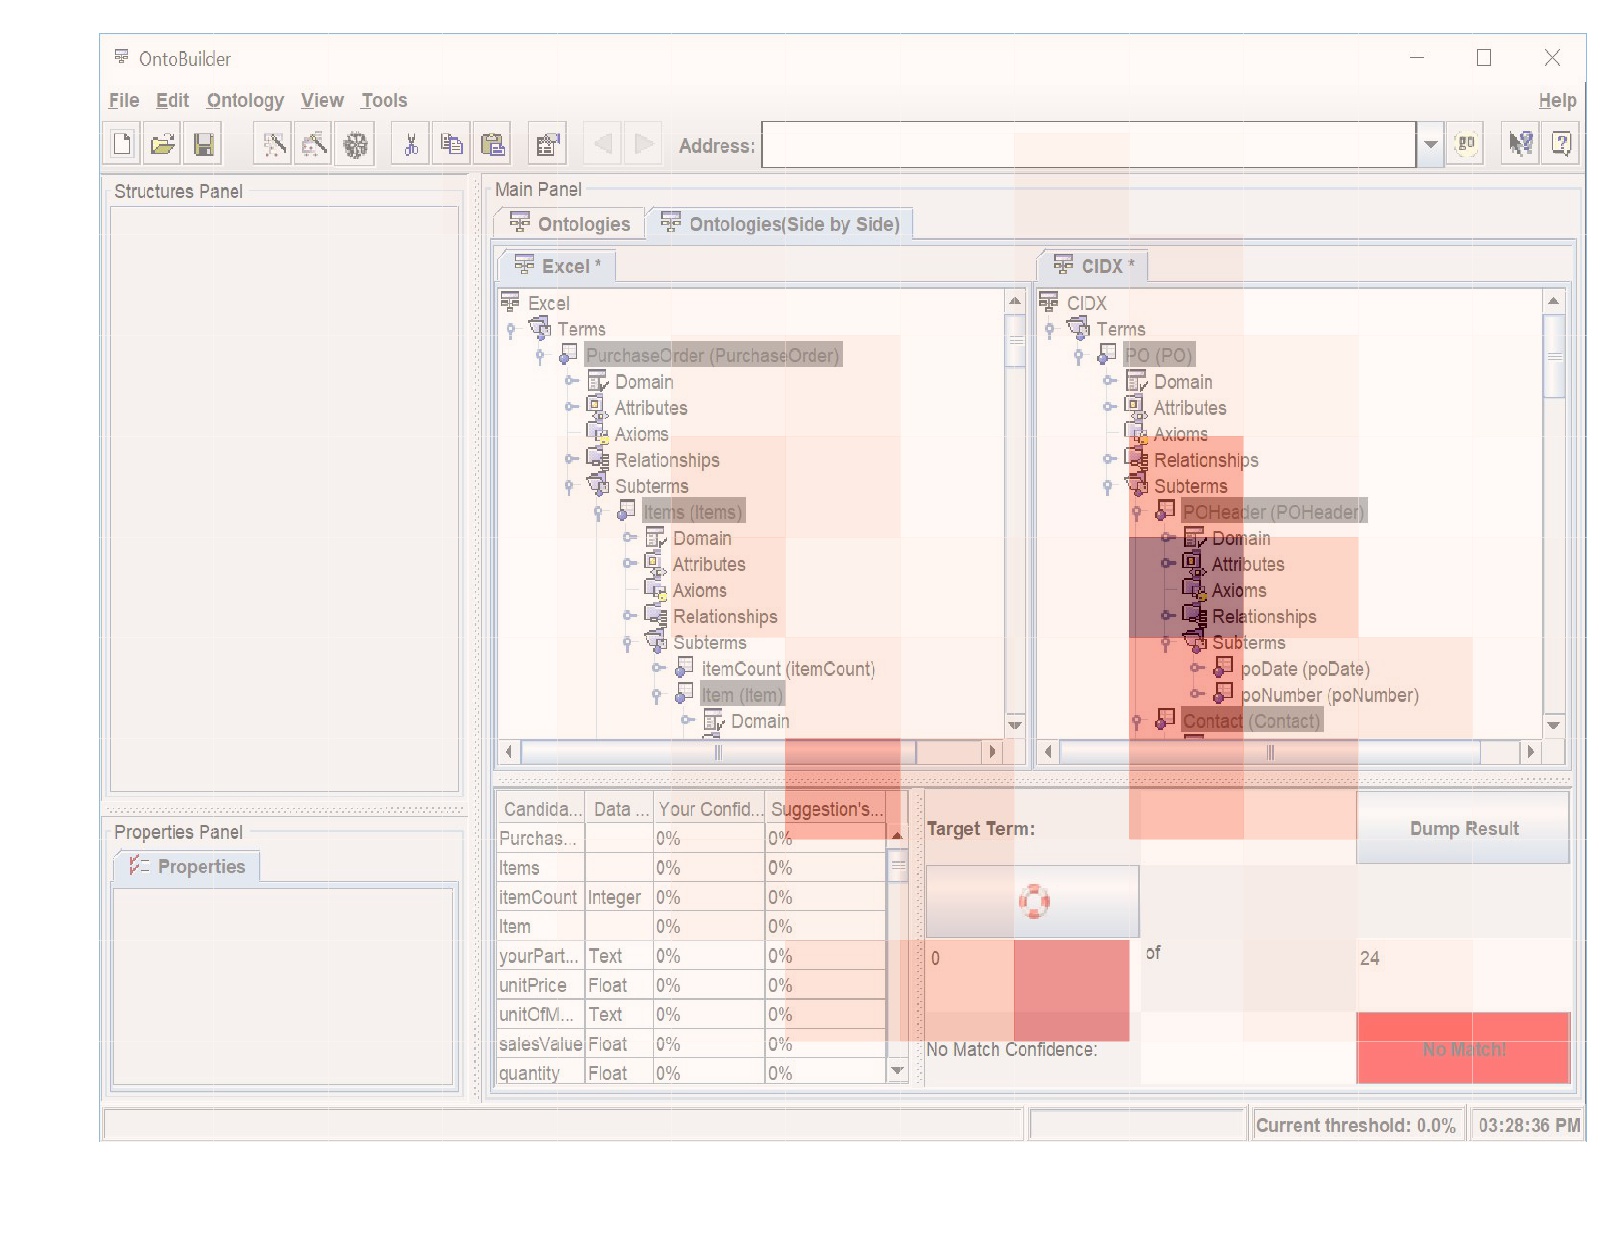 OntoBuilder
File Edit Ontology View Tools Help
Address: go
Structures Panel
Main Panel
Ontologies
Ontologies(Side by Side)
Excel *
CIDX *
Excel
Terms
PurchaseOrder (PurchaseOrder)
Domain
Attributes
Axioms
Relationships
Subterms
Items (Items)
Domain
Attributes
Axioms
Relationships
Subterms
itemCount (itemCount)
Item (Item)
Domain
CIDX
Terms
PO (PO)
Domain
Attributes
Axioms
Relationships
Subterms
POHeader (POHeader)
Domain
Attributes
Axioms
Relationships
Subterms
poDate (poDate)
poNumber (poNumber)
Contact (Contact)
Properties Panel
Properties
Candida... Data ... Your Confid... Suggestion's...
Purchas... 0% 0%
Items 0% 0%
itemCount Integer 0% 0%
Item 0% 0%
yourPart... Text 0% 0%
unitPrice Float 0% 0%
unitOfM... Text 0% 0%
salesValue Float 0% 0%
quantity Float 0% 0%
Target Term:
Dump Result
0 of 24
No Match Confidence:
No Match!
Current threshold: 0.0% 03:28:36 PM